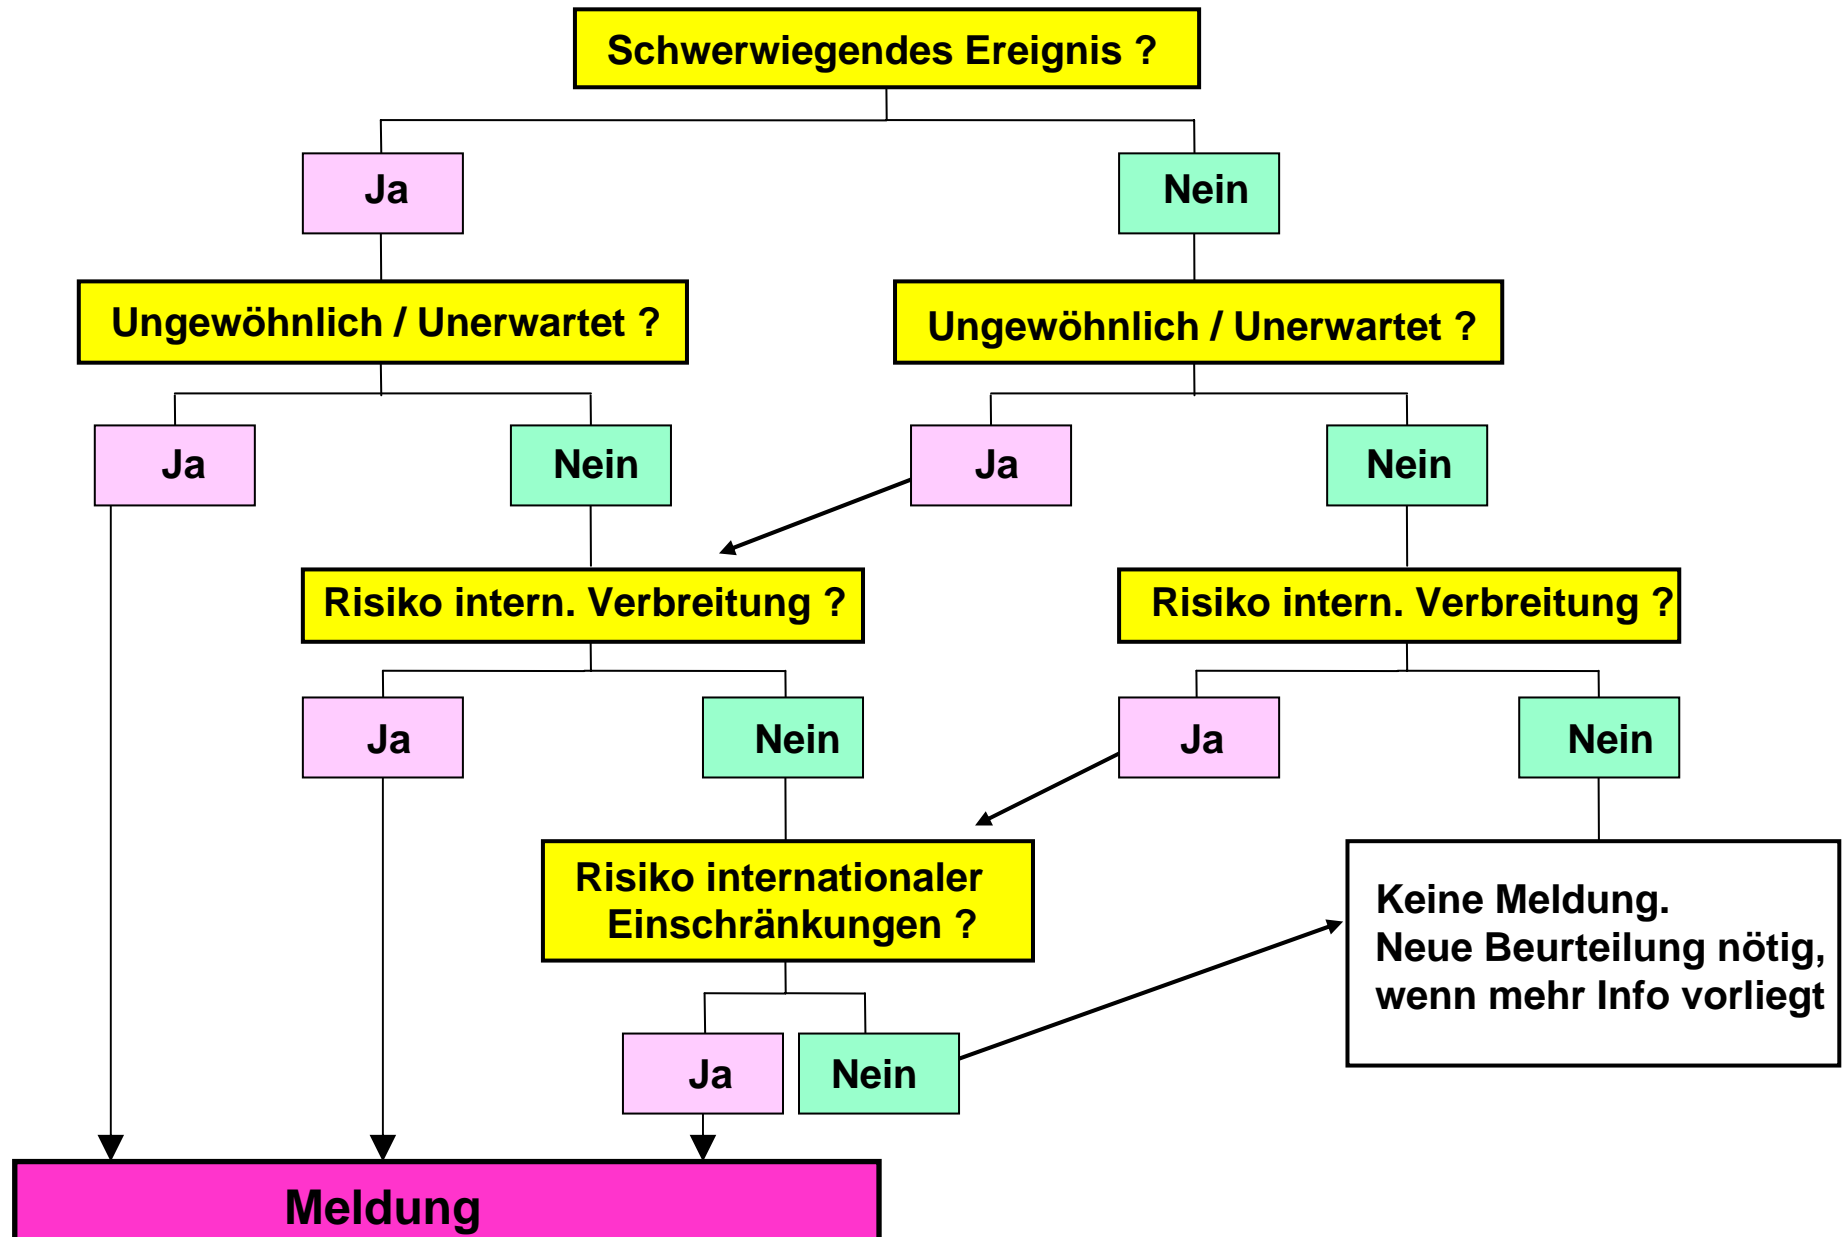 Schwerwiegendes Ereignis ?
Ja
Nein
Ungewöhnlich / Unerwartet ?
Ungewöhnlich / Unerwartet ?
Ja
Nein
Ja
Nein
Risiko intern. Verbreitung ?
Risiko intern. Verbreitung ?
Ja
Nein
Ja
Nein
Risiko internationaler
Einschränkungen ?
Keine Meldung.
Neue Beurteilung nötig,
wenn mehr Info vorliegt
Ja
Nein
Meldung